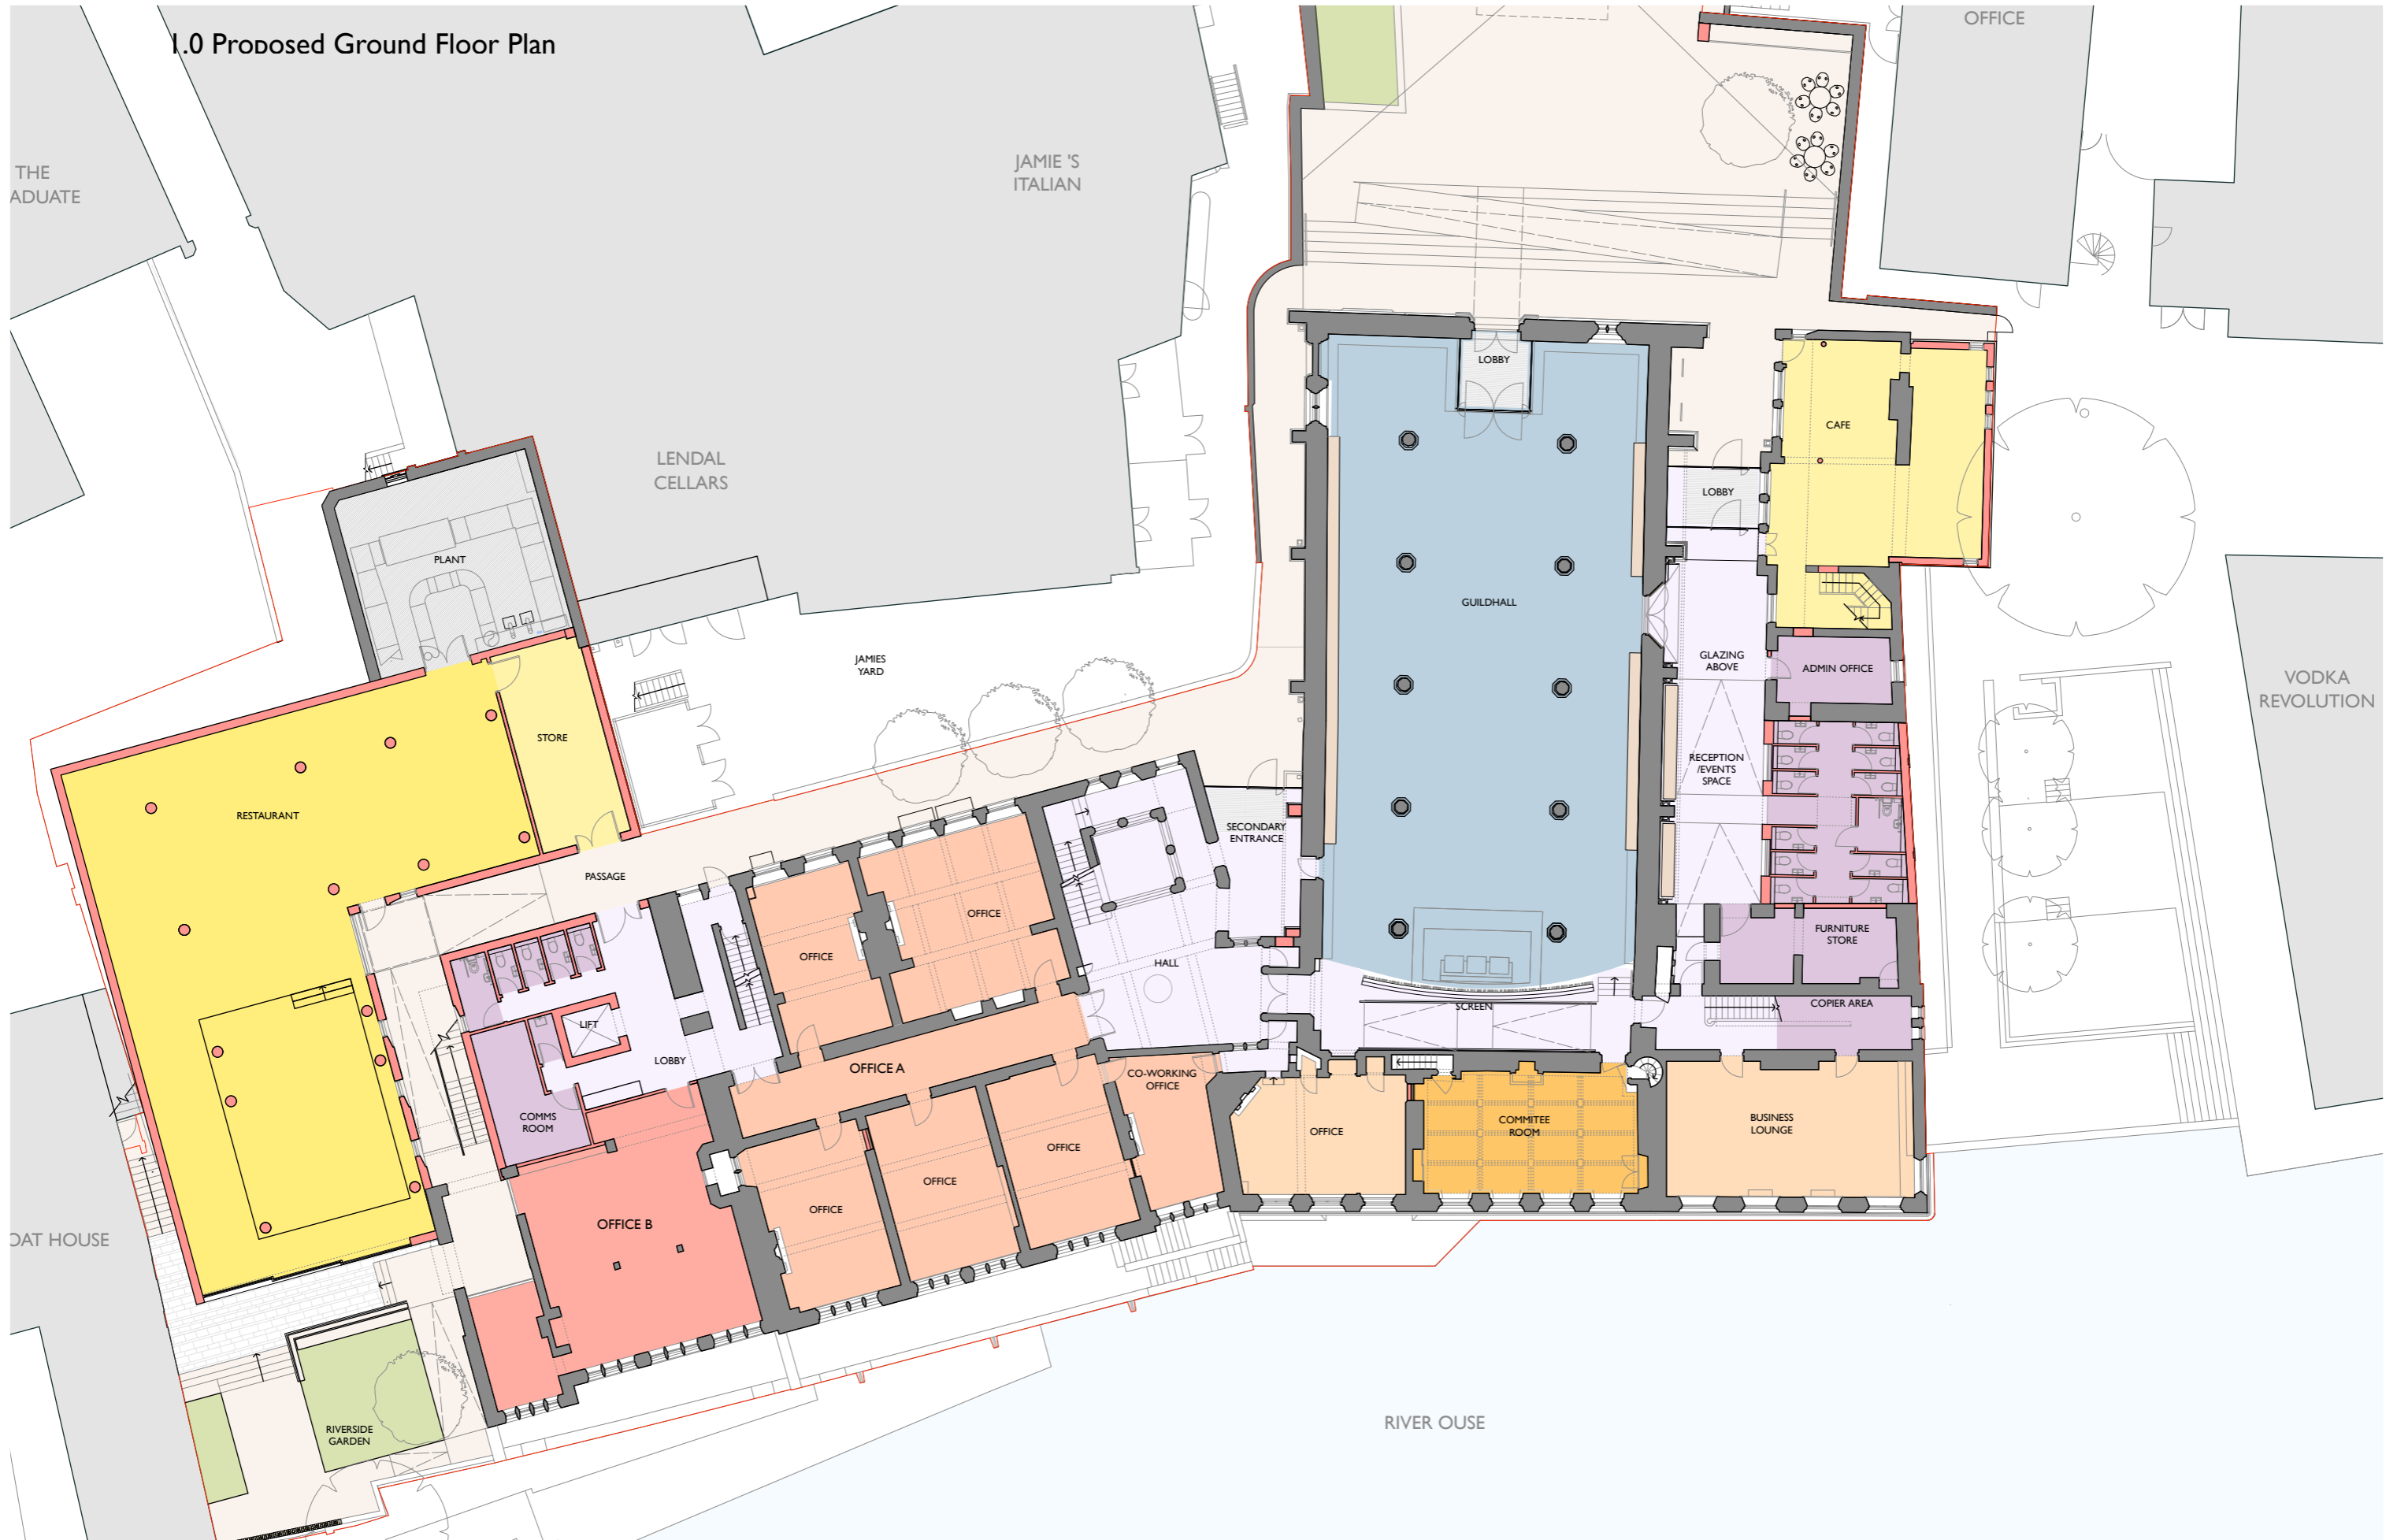 1.0 Proposed Ground Floor Plan
OFFICE
THE
ADUATE
JAMIE 'S
ITALIAN
LENDAL
CELLARS
LOBBY
CAFE
LOBBY
PLANT
GUILDHALL
JAMIES
YARD
GLAZING
ABOVE
ADMIN OFFICE
VODKA
REVOLUTION
STORE
RECEPTION
/EVENTS
SPACE
RESTAURANT
SECONDARY
ENTRANCE
PASSAGE
OFFICE
OFFICE
HALL
FURNITURE
STORE
SCREEN
COPIER AREA
LIFT
LOBBY
OFFICE A
CO-WORKING
OFFICE
COMMS
ROOM
OFFICE
OFFICE
COMMITEE
ROOM
BUSINESS
LOUNGE
OFFICE
OFFICE
OFFICE B
OAT HOUSE
RIVERSIDE
GARDEN
RIVER OUSE